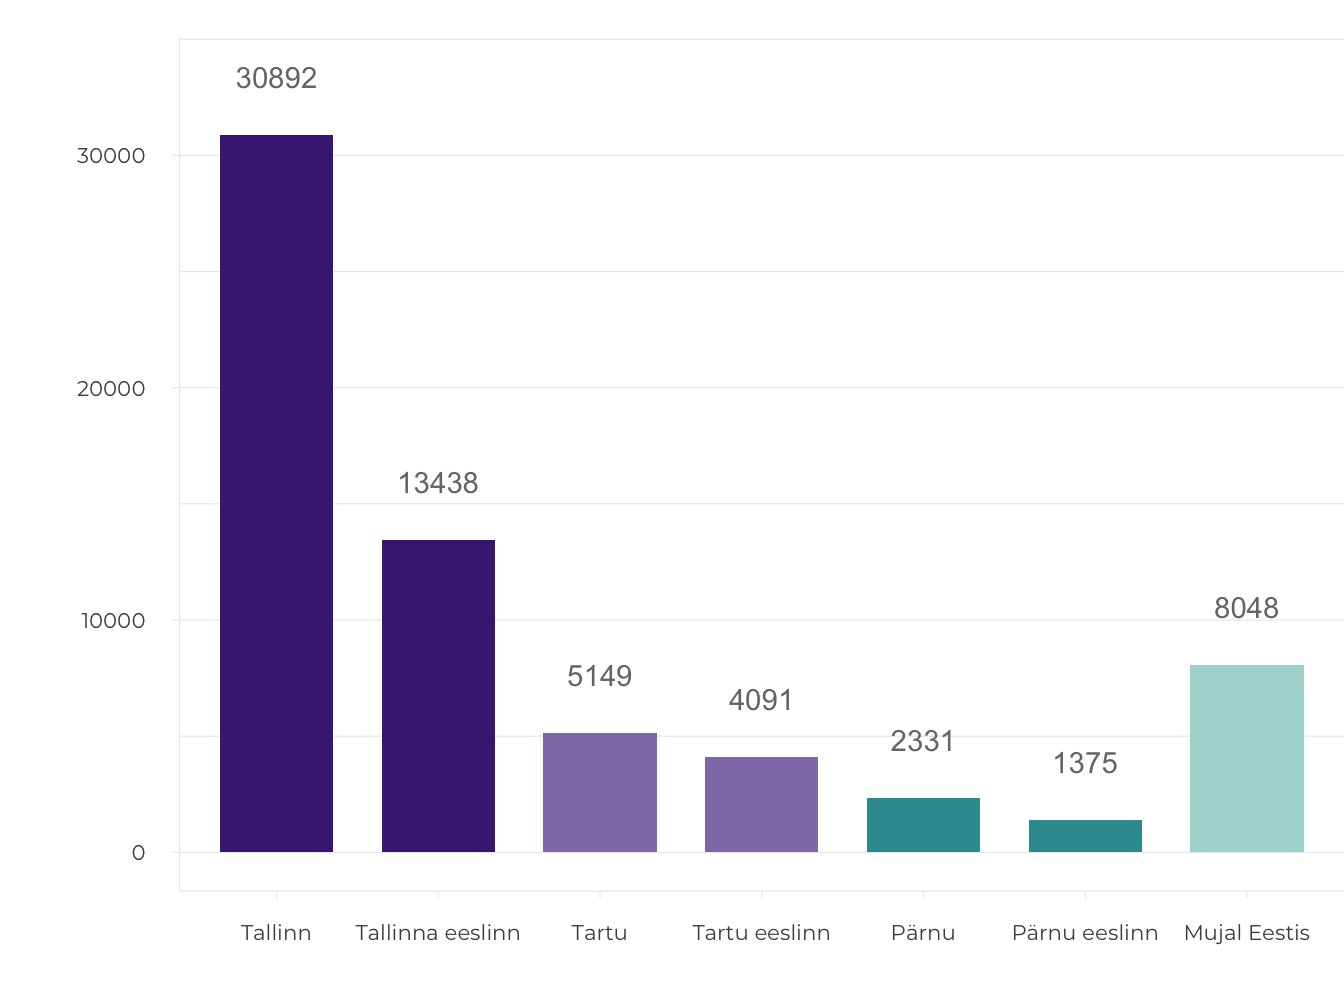 30892
30000
20000
13438
10000
8048
5149
4091
2331
1375
0
Tallinn
Tallinna eeslinn
Tartu
Tartu eeslinn
Pärnu
Pärnu eeslinn
Mujal Eestis